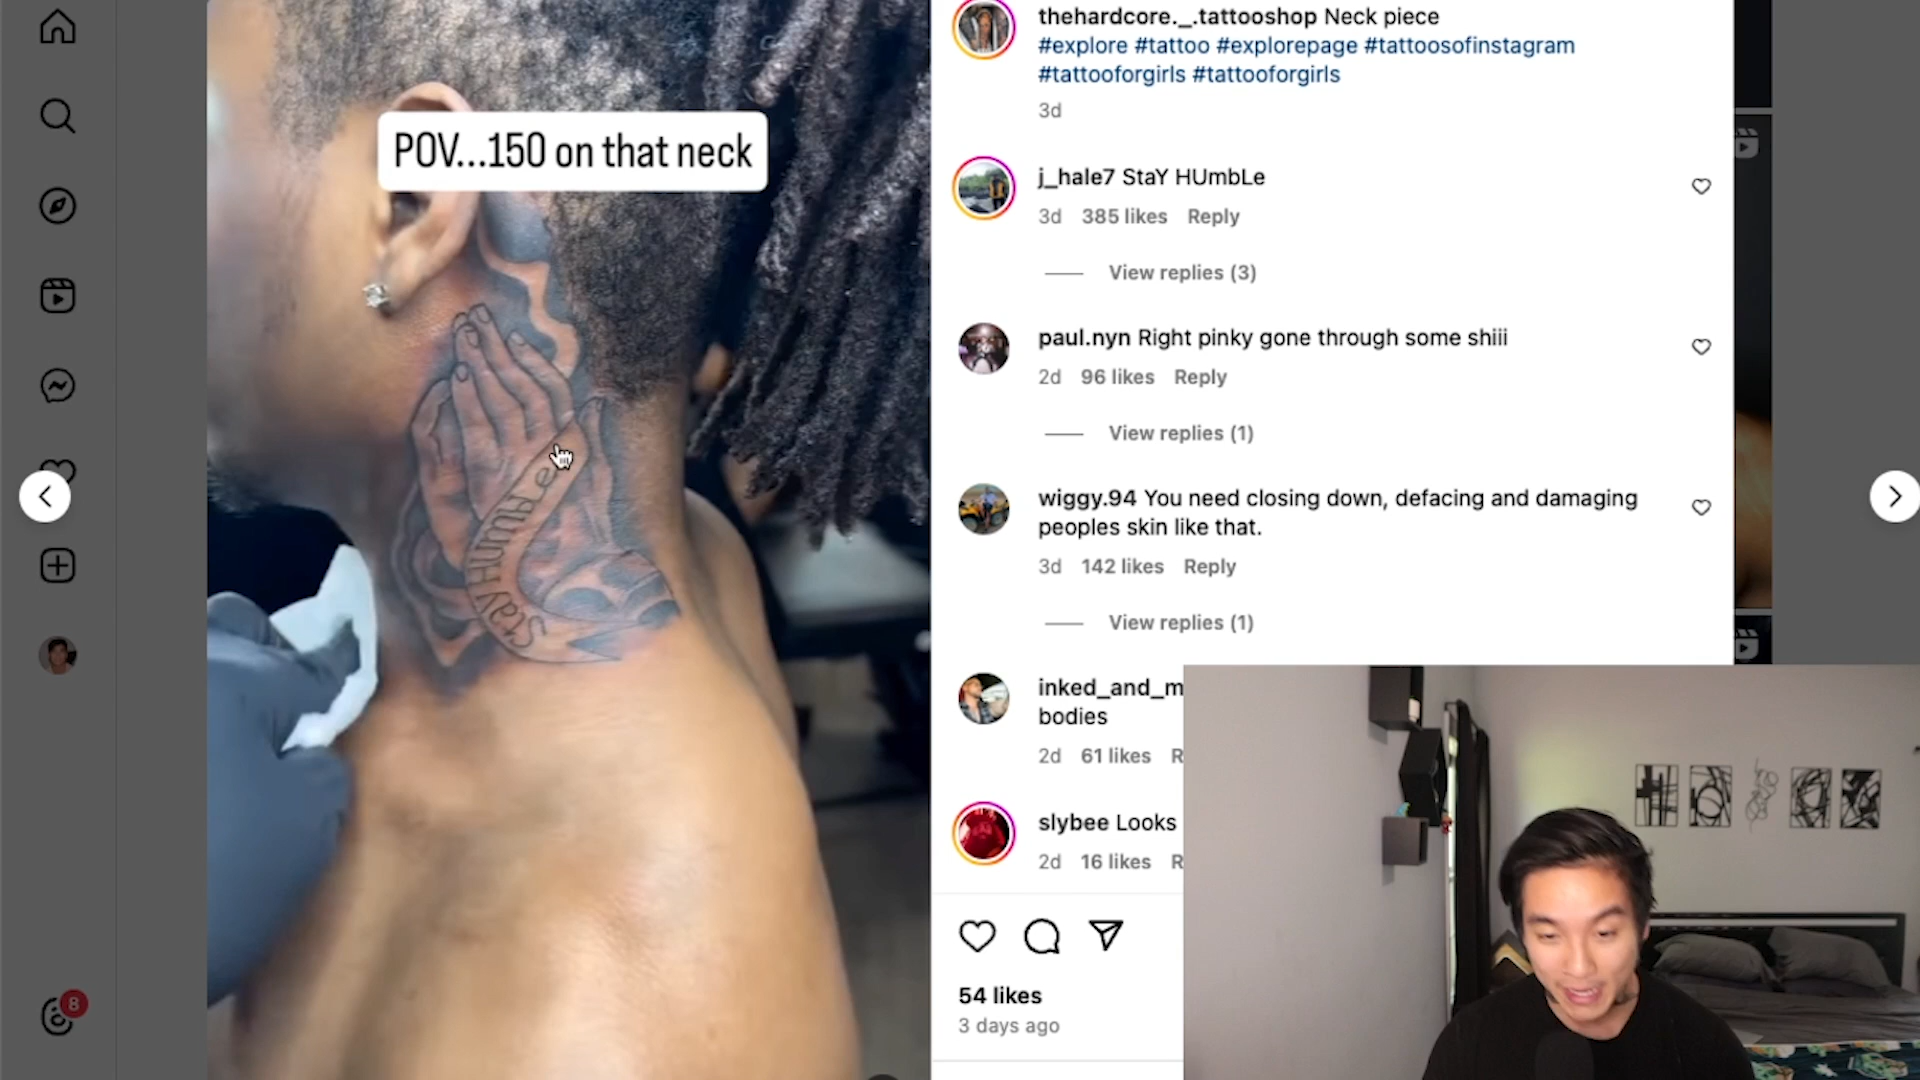 POV...150 on that neck
Stay Humble
thehardcore._.tattooshop Neck piece
#explore #tattoo #explorepage #tattoosofinstagram
#tattooforgirls #tattooforgirls
3d
j_hale7 StaY HUmbLe
3d 385 likes Reply
View replies (3)
paul.nyn Right pinky gone through some shiii
2d 96 likes Reply
View replies (1)
wiggy.94 You need closing down, defacing and damaging
peoples skin like that.
3d 142 likes Reply
View replies (1)
inked_and_m
bodies
2d 61 likes R
slybee Looks
2d 16 likes R
54 likes
3 days ago
8